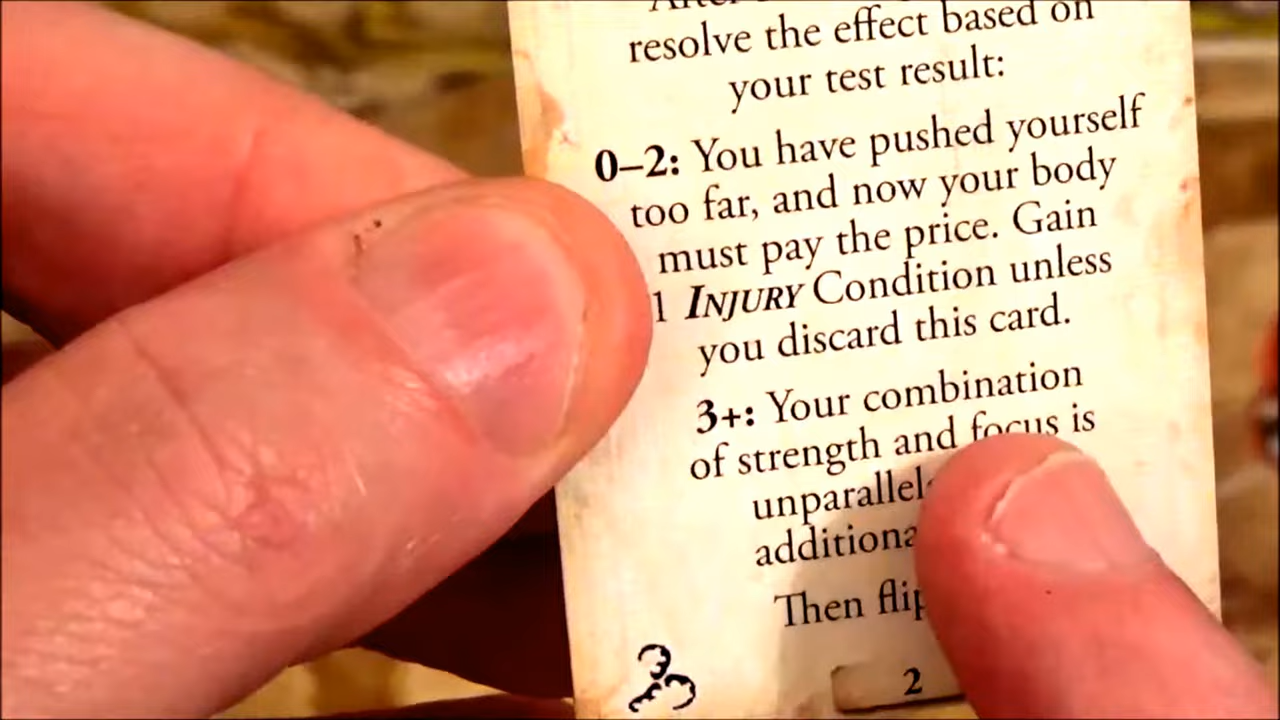 resolve the effect based on
your test result:
0–2: You have pushed yourself
too far, and now your body
must pay the price. Gain
1 INJURY Condition unless
you discard this card.
3+: Your combination
of strength and focus is
Then
2